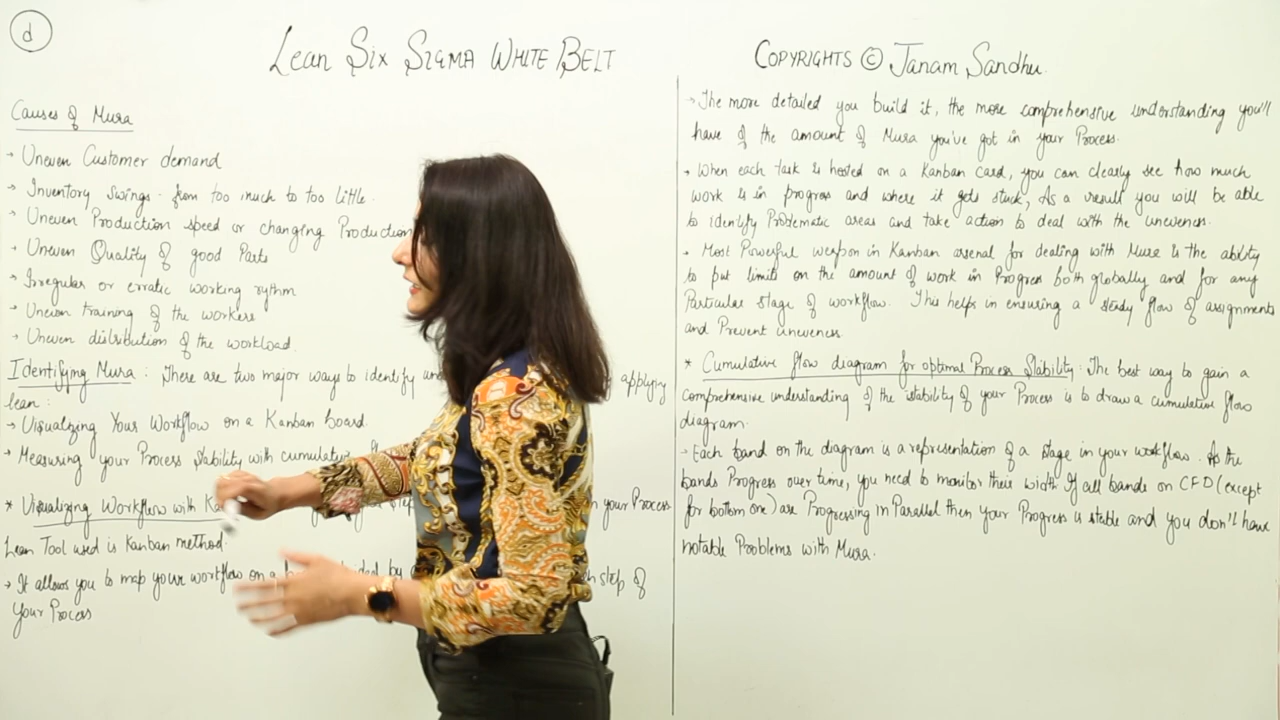 d
Lean Six Sigma White Belt
Copyrights © Janam Sandhu.
Causes of Mura
→ Uneven Customer demand
→ Inventory swings - from too much to too little.
→ Uneven Production speed or changing Production
→ Uneven Quality of good Parts
→ Irregular or erratic working rythm
→ Uneven training of the workers
→ Uneven distribution of the workload.
Identifying Mura : There are two major ways to identify applying
lean :
→ Visualizing Your Workflow on a Kanban board.
→ Measuring your Process Stability with cumulative
* Visualizing Workflow with in your Process
Lean Tool used is Kanban method.
→ It allows you to map your workflow on a by step of
Your Process
→ The more detailed you build it, the more comprehensive understanding you'll
have of the amount of Mura you've got in your Process.
→ When each task is hosted on a Kanban card, you can clearly see how much
work is in progress and where it gets stuck, As a result you will be able
to identify Problematic areas and take action to deal with the uneveness.
→ Most Powerful weapon in Kanban arsenal for dealing with Mura is the ability
to put limits on the amount of work in Progress both globally and for any
Particular stage of workflow. This helps in ensuring a steady flow of assignments
and Prevent uneveness.
* Cumulative flow diagram for optimal Process Stability : The best way to gain a
comprehensive understanding of the stability of your Process is to draw a cumulative flow
diagram.
→ Each band on the diagram is a representation of a stage in your workflow. As the
bands Progress over time, you need to monitor their width If all bands on CFD (except
for bottom one) are Progressing in Parallel then your Progress is stable and you don't have
notable Problems with Mura.